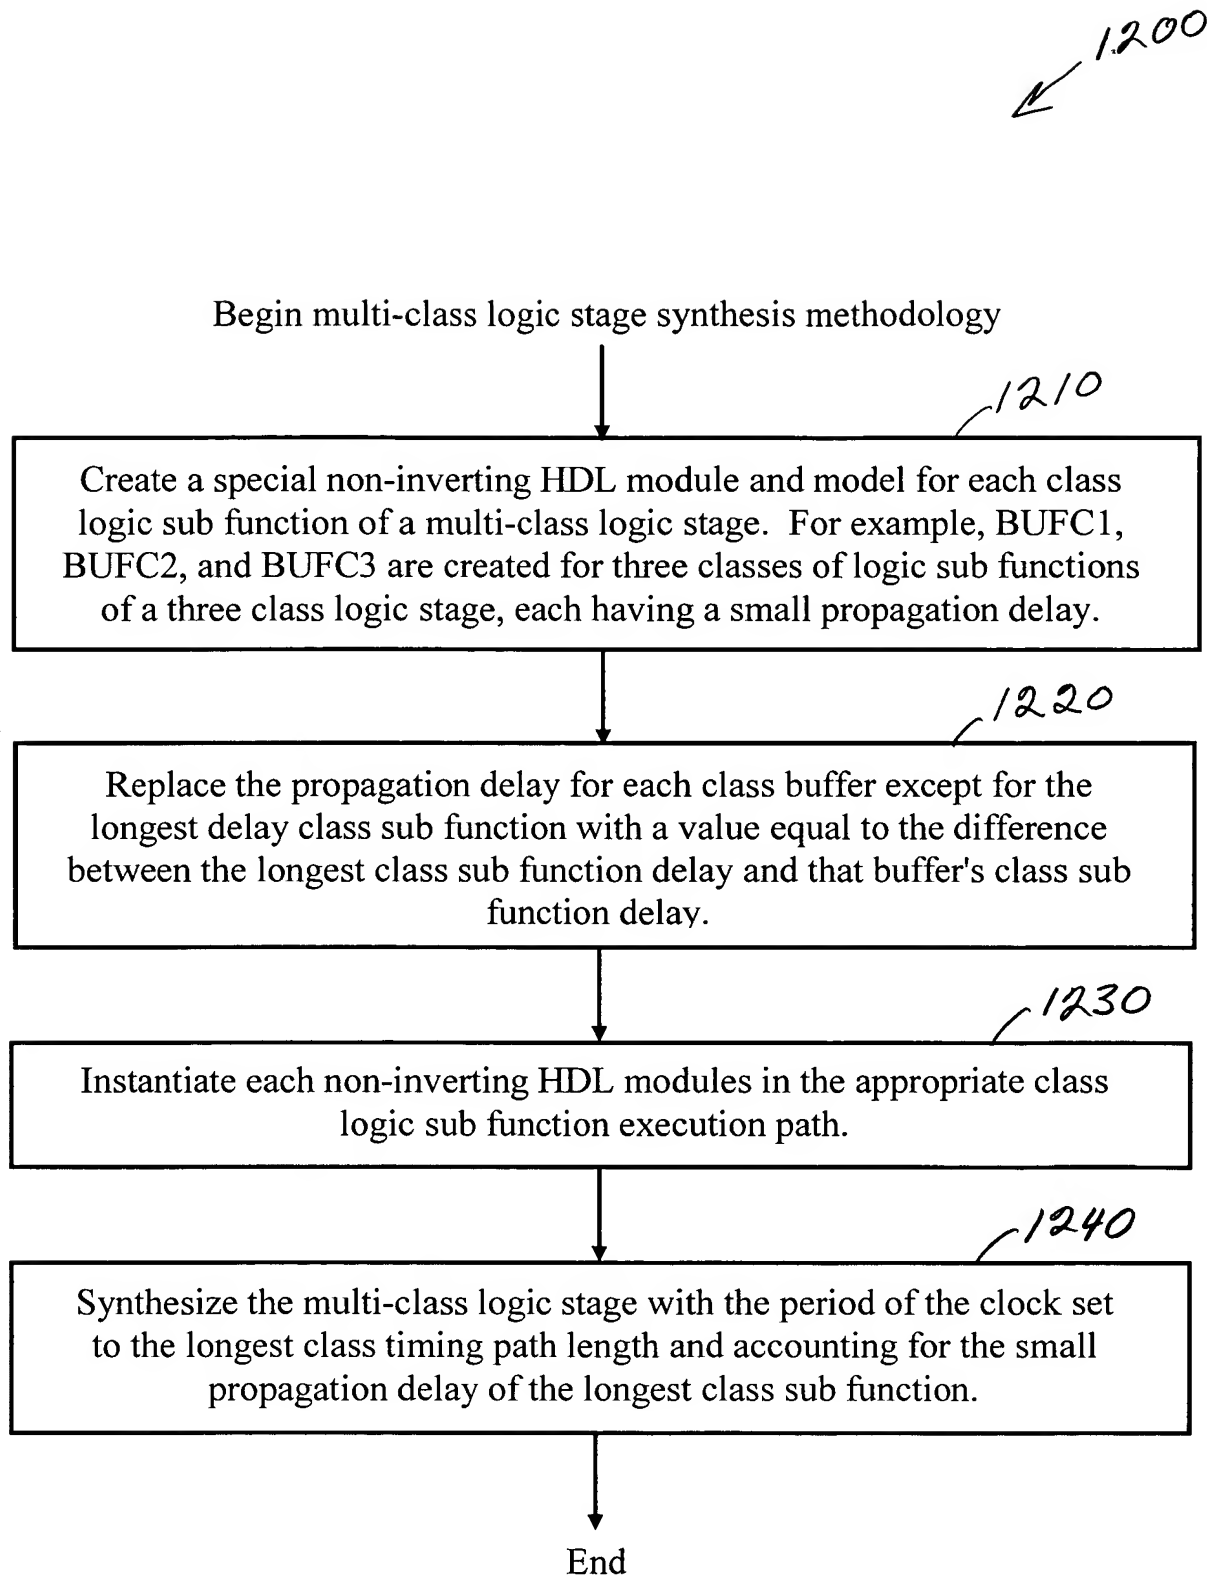 1200
Begin multi-class logic stage synthesis methodology
1210
Create a special non-inverting HDL module and model for each class
logic sub function of a multi-class logic stage.  For example, BUFC1,
BUFC2, and BUFC3 are created for three classes of logic sub functions
of a three class logic stage, each having a small propagation delay.
1220
Replace the propagation delay for each class buffer except for the
longest delay class sub function with a value equal to the difference
between the longest class sub function delay and that buffer's class sub
function delay.
1230
Instantiate each non-inverting HDL modules in the appropriate class
logic sub function execution path.
1240
Synthesize the multi-class logic stage with the period of the clock set
to the longest class timing path length and accounting for the small
propagation delay of the longest class sub function.
End